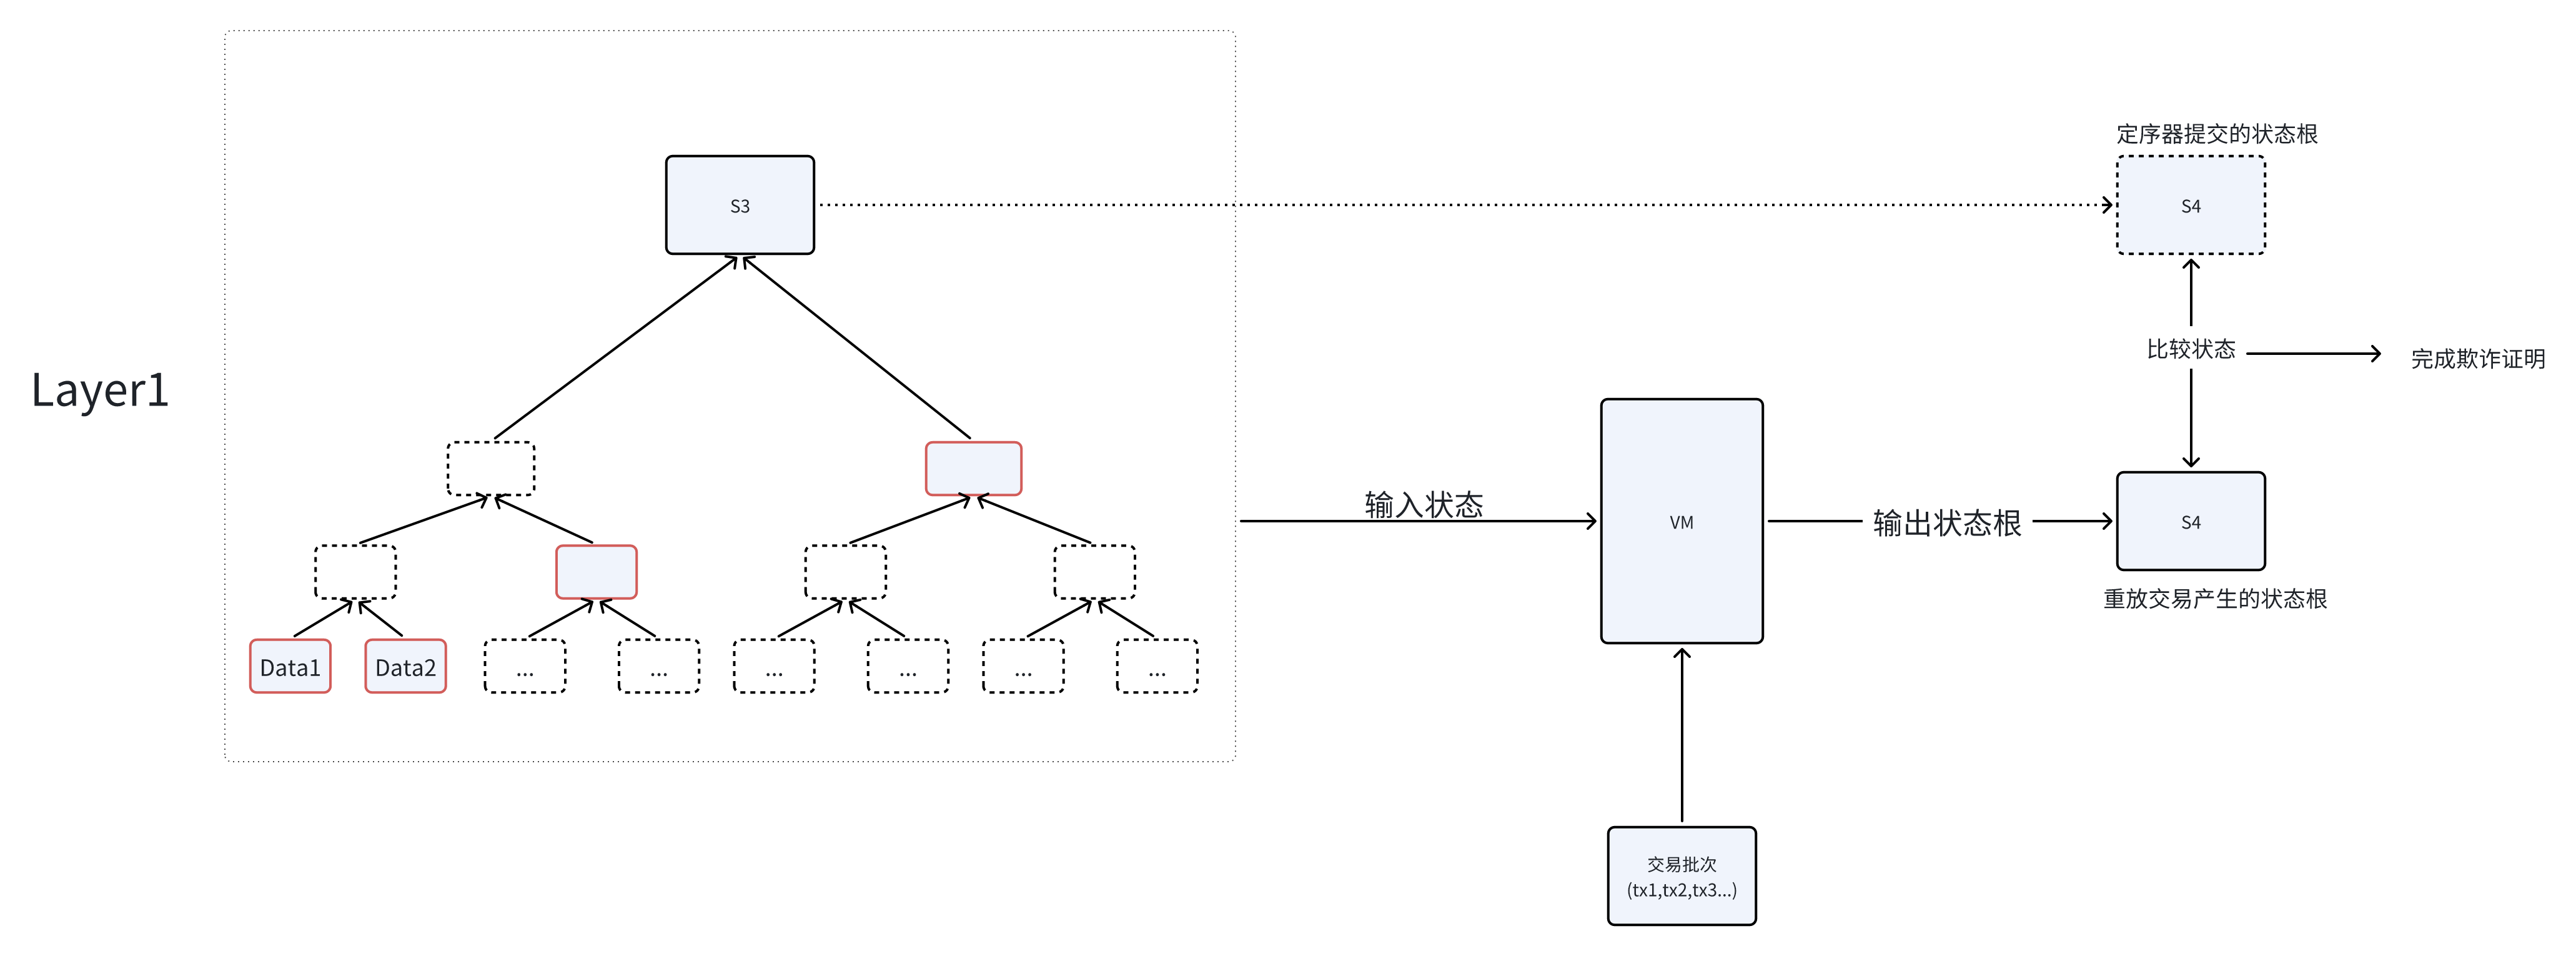 Layer1
S3
Data1
Data2
...
...
...
...
...
...
输入状态
VM
交易批次
(tx1,tx2,tx3...)
输出状态根
定序器提交的状态根
S4
比较状态
完成欺诈证明
S4
重放交易产生的状态根